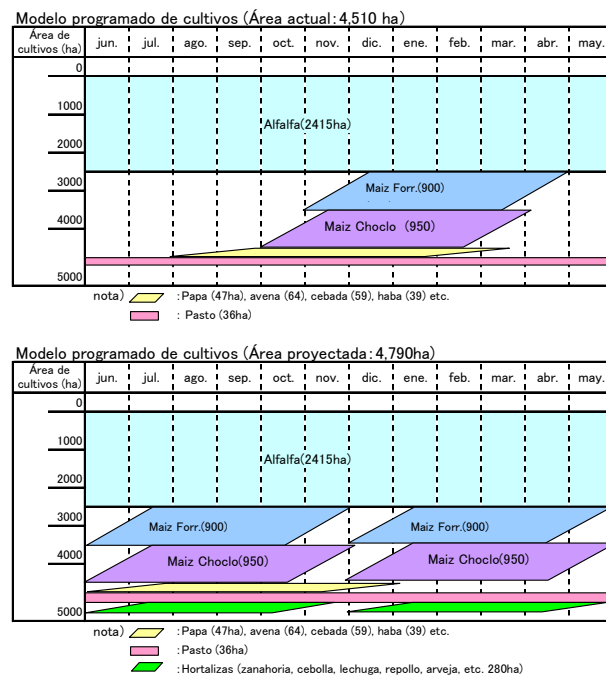 Modelo programado de cultivos (Área actual: 4,510 ha)
Área de cultivos (ha) jun. jul. ago. sep. oct. nov. dic. ene. feb. mar. abr. may.
0
1000
Alfalfa(2415ha)
2000
3000
Maiz Forr.(900)
4000
Maiz Choclo (950)
5000
nota) : Papa (47ha), avena (64), cebada (59), haba (39) etc.
: Pasto (36ha)
Modelo programado de cultivos (Área proyectada: 4,790ha)
Área de cultivos (ha) jun. jul. ago. sep. oct. nov. dic. ene. feb. mar. abr. may.
0
1000
Alfalfa(2415ha)
2000
3000
Maiz Forr.(900) Maiz Forr.(900)
4000
Maiz Choclo(950) Maiz Choclo(950)
5000
nota) : Papa (47ha), avena (64), cebada (59), haba (39) etc.
: Pasto (36ha)
: Hortalizas (zanahoria, cebolla, lechuga, repollo, arveja, etc. 280ha)